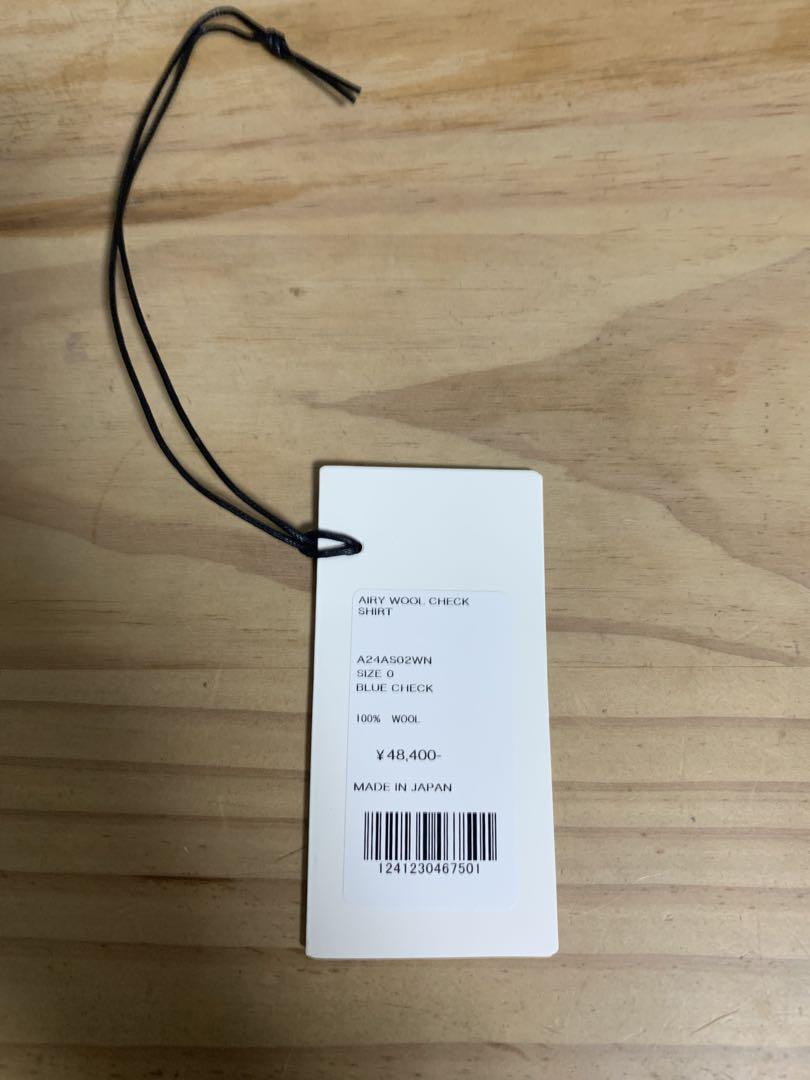 AIRY WOOL CHECK
SHIRT
A24AS02WN
SIZE 0
BLUE CHECK
100% WOOL
¥48,400-
MADE IN JAPAN
1241230467501